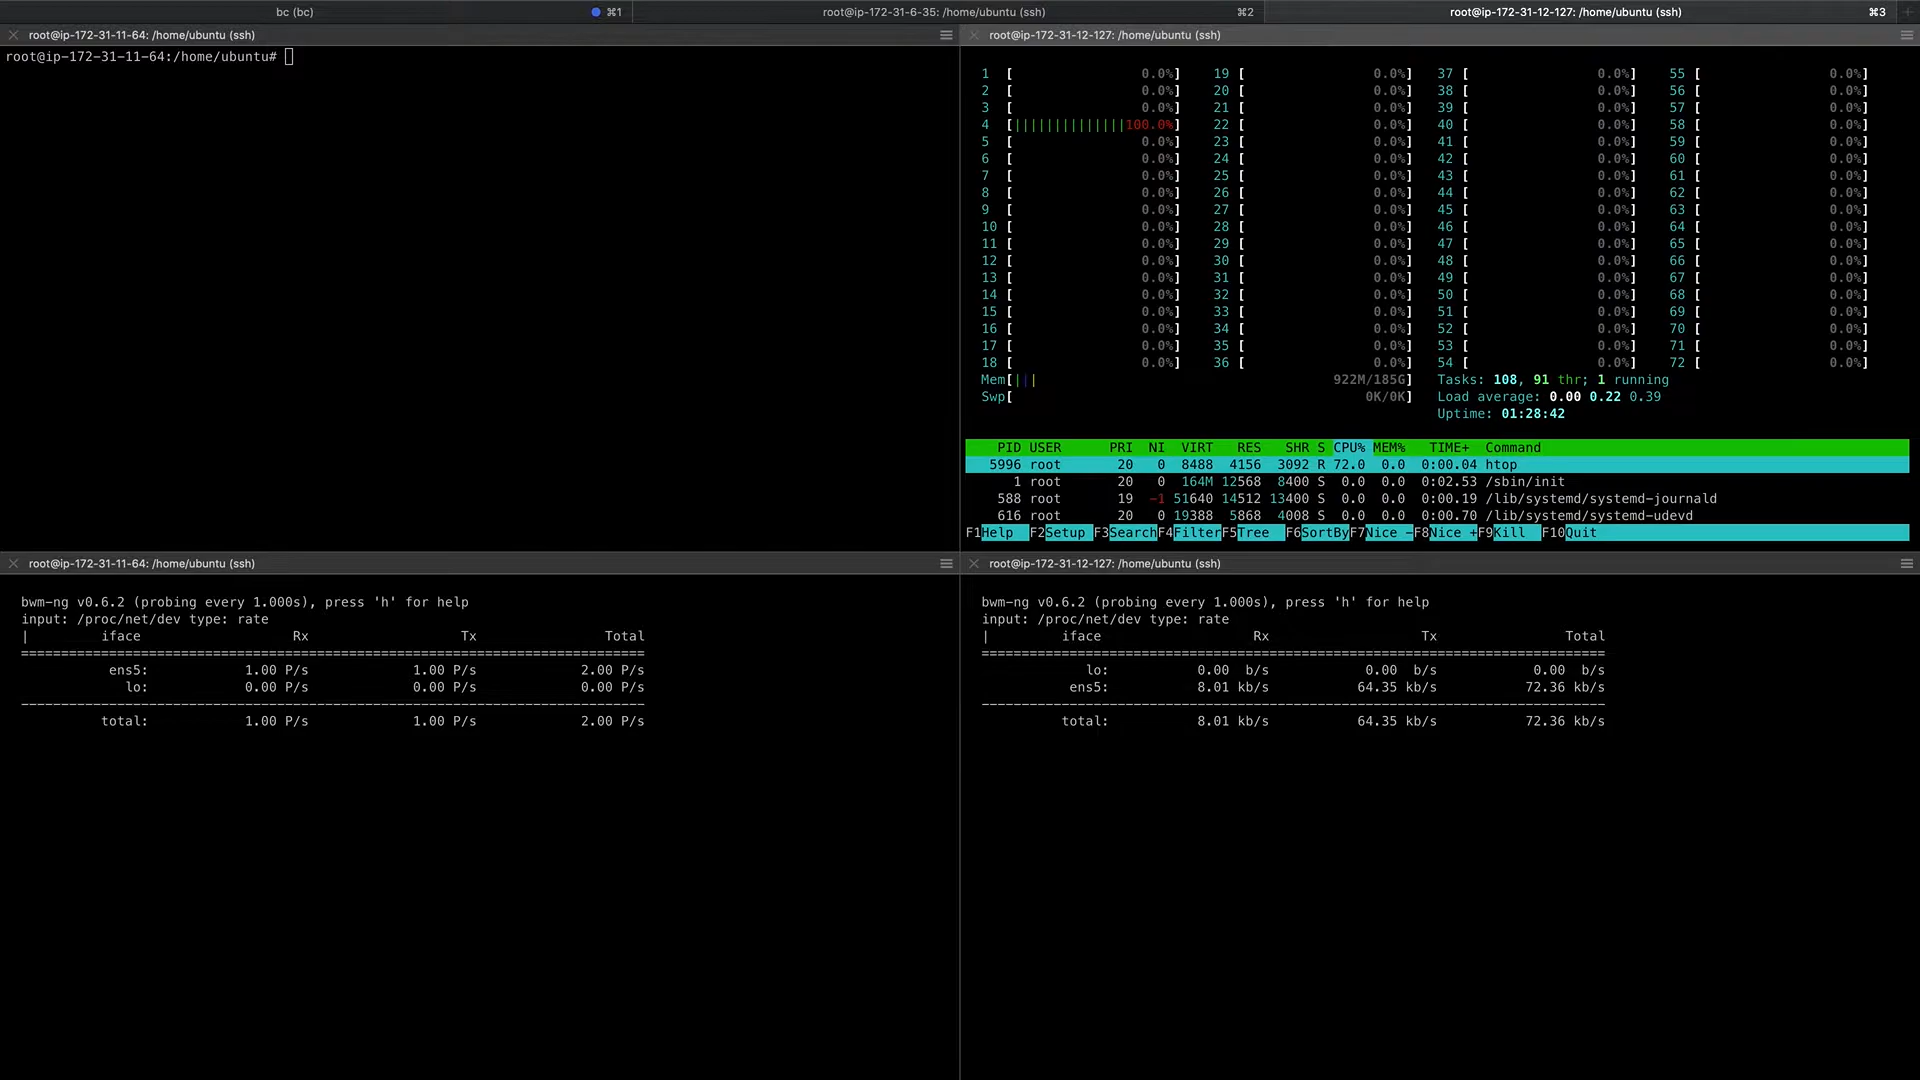 bc (bc) ⌘1 root@ip-172-31-6-35: /home/ubuntu (ssh) ⌘2 root@ip-172-31-12-127: /home/ubuntu (ssh) ⌘3
root@ip-172-31-11-64: /home/ubuntu (ssh)
root@ip-172-31-11-64:/home/ubuntu#
root@ip-172-31-12-127: /home/ubuntu (ssh)
1 [ 0.0%] 19 [ 0.0%] 37 [ 0.0%] 55 [ 0.0%]
2 [ 0.0%] 20 [ 0.0%] 38 [ 0.0%] 56 [ 0.0%]
3 [ 0.0%] 21 [ 0.0%] 39 [ 0.0%] 57 [ 0.0%]
4 [||||||||||||||100.0%] 22 [ 0.0%] 40 [ 0.0%] 58 [ 0.0%]
5 [ 0.0%] 23 [ 0.0%] 41 [ 0.0%] 59 [ 0.0%]
6 [ 0.0%] 24 [ 0.0%] 42 [ 0.0%] 60 [ 0.0%]
7 [ 0.0%] 25 [ 0.0%] 43 [ 0.0%] 61 [ 0.0%]
8 [ 0.0%] 26 [ 0.0%] 44 [ 0.0%] 62 [ 0.0%]
9 [ 0.0%] 27 [ 0.0%] 45 [ 0.0%] 63 [ 0.0%]
10 [ 0.0%] 28 [ 0.0%] 46 [ 0.0%] 64 [ 0.0%]
11 [ 0.0%] 29 [ 0.0%] 47 [ 0.0%] 65 [ 0.0%]
12 [ 0.0%] 30 [ 0.0%] 48 [ 0.0%] 66 [ 0.0%]
13 [ 0.0%] 31 [ 0.0%] 49 [ 0.0%] 67 [ 0.0%]
14 [ 0.0%] 32 [ 0.0%] 50 [ 0.0%] 68 [ 0.0%]
15 [ 0.0%] 33 [ 0.0%] 51 [ 0.0%] 69 [ 0.0%]
16 [ 0.0%] 34 [ 0.0%] 52 [ 0.0%] 70 [ 0.0%]
17 [ 0.0%] 35 [ 0.0%] 53 [ 0.0%] 71 [ 0.0%]
18 [ 0.0%] 36 [ 0.0%] 54 [ 0.0%] 72 [ 0.0%]
Mem[||| 922M/185G] Tasks: 108, 91 thr; 1 running
Swp[ 0K/0K] Load average: 0.00 0.22 0.39
Uptime: 01:28:42
PID USER PRI NI VIRT RES SHR S CPU% MEM% TIME+ Command
5996 root 20 0 8488 4156 3092 R 72.0 0.0 0:00.04 htop
1 root 20 0 164M 12568 8400 S 0.0 0.0 0:02.53 /sbin/init
588 root 19 -1 51640 14512 13400 S 0.0 0.0 0:00.19 /lib/systemd/systemd-journald
616 root 20 0 19388 5868 4008 S 0.0 0.0 0:00.70 /lib/systemd/systemd-udevd
F1Help F2Setup F3SearchF4FilterF5Tree F6SortByF7Nice -F8Nice +F9Kill F10Quit
root@ip-172-31-11-64: /home/ubuntu (ssh)
bwm-ng v0.6.2 (probing every 1.000s), press 'h' for help
input: /proc/net/dev type: rate
| iface Rx Tx Total
==============================================================================
ens5: 1.00 P/s 1.00 P/s 2.00 P/s
lo: 0.00 P/s 0.00 P/s 0.00 P/s
------------------------------------------------------------------------------
total: 1.00 P/s 1.00 P/s 2.00 P/s
root@ip-172-31-12-127: /home/ubuntu (ssh)
bwm-ng v0.6.2 (probing every 1.000s), press 'h' for help
input: /proc/net/dev type: rate
| iface Rx Tx Total
==============================================================================
lo: 0.00 b/s 0.00 b/s 0.00 b/s
ens5: 8.01 kb/s 64.35 kb/s 72.36 kb/s
------------------------------------------------------------------------------
total: 8.01 kb/s 64.35 kb/s 72.36 kb/s